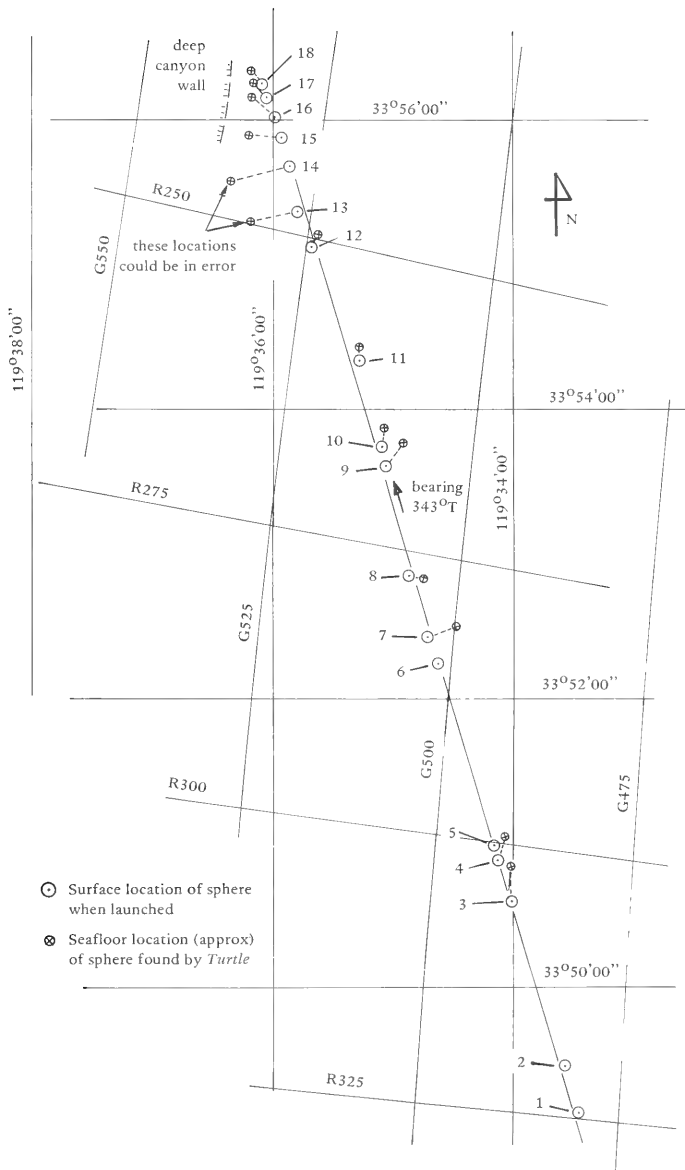 deep
canyon
wall
18
17
16
33°56'00"
15
14
R250
13
N
12
these locations
could be in error
G550
119°38'00"
119°36'00"
11
33°54'00"
10
9
bearing
343°T
119°34'00"
R275
8
G525
7
6
33°52'00"
G500
G475
R300
5
4
3
Surface location of sphere
when launched
Seafloor location (approx)
of sphere found by Turtle
33°50'00"
2
R325
1